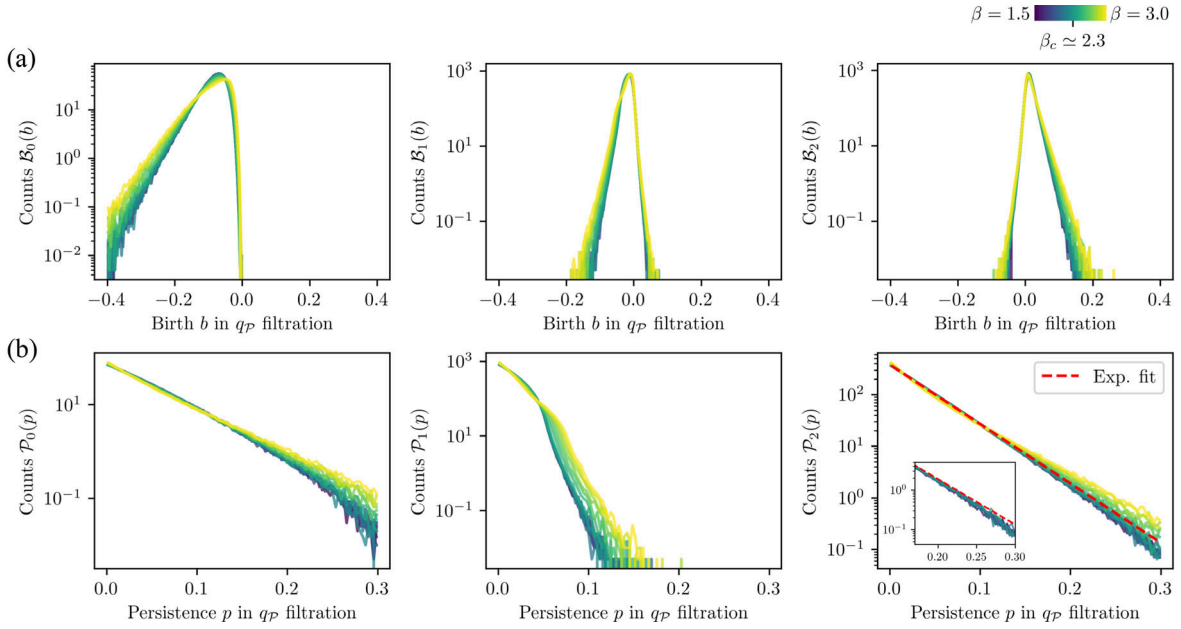 β = 1.5 β = 3.0
β_c ≃ 2.3
(a)
Counts 𝓑₀(b)
10¹
10⁰
10⁻¹
10⁻²
−0.4 −0.2 0.0 0.2 0.4
Birth b in q_𝒫 filtration
Counts 𝓑₁(b)
10³
10¹
10⁻¹
−0.4 −0.2 0.0 0.2 0.4
Birth b in q_𝒫 filtration
Counts 𝓑₂(b)
10³
10¹
10⁻¹
−0.4 −0.2 0.0 0.2 0.4
Birth b in q_𝒫 filtration
(b)
Counts 𝒫₀(p)
10¹
10⁻¹
0.0 0.1 0.2 0.3
Persistence p in q_𝒫 filtration
Counts 𝒫₁(p)
10³
10¹
10⁻¹
0.0 0.1 0.2 0.3
Persistence p in q_𝒫 filtration
Counts 𝒫₂(p)
10²
10¹
10⁰
10⁻¹
Exp. fit
10⁰
10⁻¹
0.20 0.25 0.30
0.0 0.1 0.2 0.3
Persistence p in q_𝒫 filtration